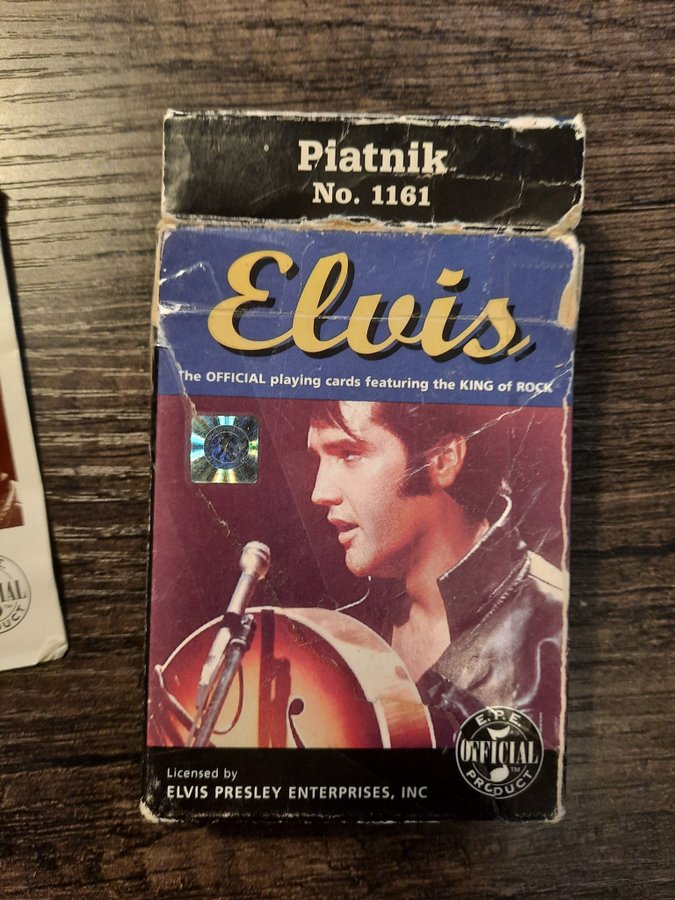 Piatnik
No. 1161
Elvis
The OFFICIAL playing cards featuring the KING of ROCK
Licensed by
ELVIS PRESLEY ENTERPRISES, INC
E.P.E.
OFFICIAL
TM
PRODUCT